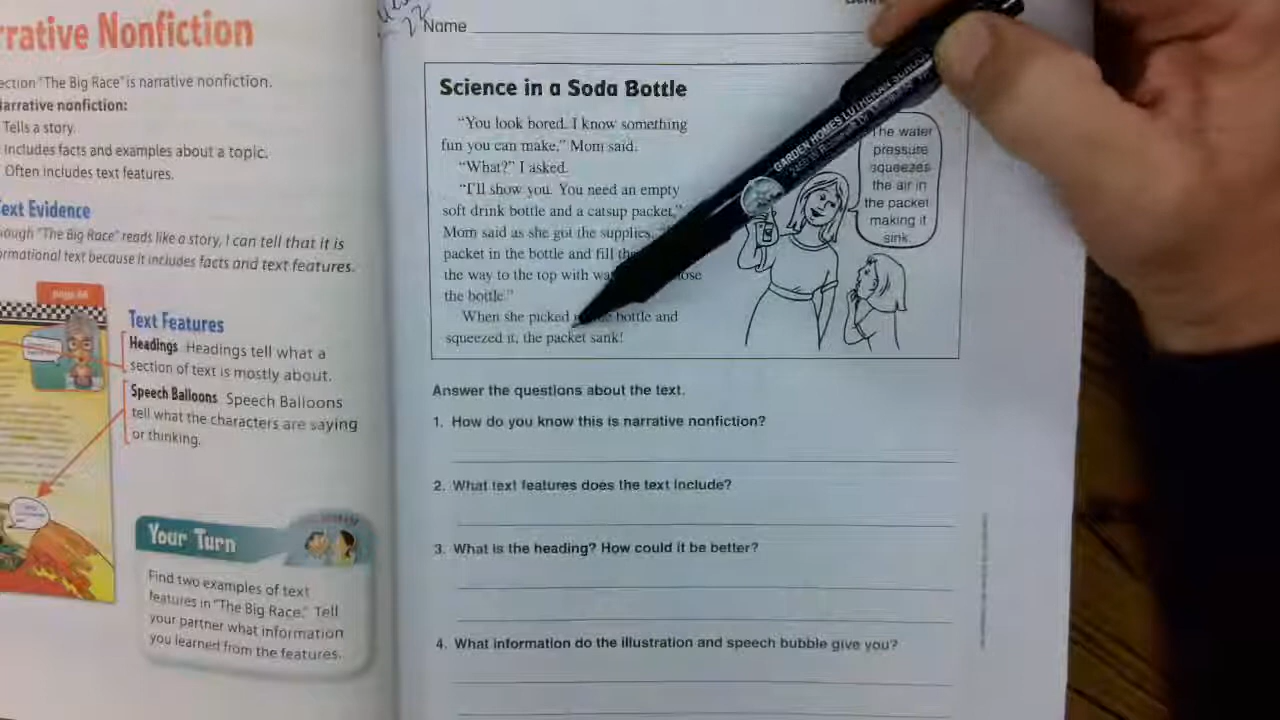 rrative Nonfiction
ection "The Big Race" is narrative nonfiction.
arrative nonfiction:
Tells a story.
Includes facts and examples about a topic.
Often includes text features.
Text Evidence
ough "The Big Race" reads like a story, I can tell that it is
ormational text because it includes facts and text features.
Text Features
Headings Headings tell what a
section of text is mostly about.
Speech Balloons Speech Balloons
tell what the characters are saying
or thinking.
Your Turn
Find two examples of text
features in "The Big Race." Tell
your partner what information
you learned from the features.
Name
Science in a Soda Bottle
"You look bored. I know something
fun you can make," Mom said.
"What?" I asked.
"I'll show you. You need an empty
soft drink bottle and a catsup packet,"
Mom said as she got the supplies.
packet in the bottle and fill
the way to the top with
the bottle."
When she picked bottle and
squeezed it, the packet sank!
GARDEN HOMES LUTHERAN SCHOOL
The water
pressure
squeezes
the air in
the packet
making it
sink.
Answer the questions about the text.
1. How do you know this is narrative nonfiction?
2. What text features does the text include?
3. What is the heading? How could it be better?
4. What information do the illustration and speech bubble give you?